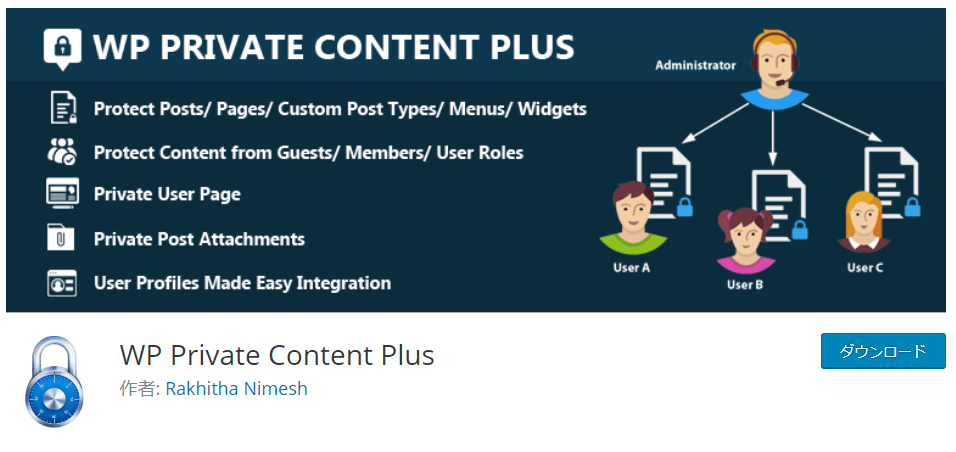 WP PRIVATE CONTENT PLUS
Protect Posts/ Pages/ Custom Post Types/ Menus/ Widgets
Protect Content from Guests/ Members/ User Roles
Private User Page
Private Post Attachments
User Profiles Made Easy Integration
Administrator
User A
User B
User C
WP Private Content Plus
作者: Rakhitha Nimesh
ダウンロード